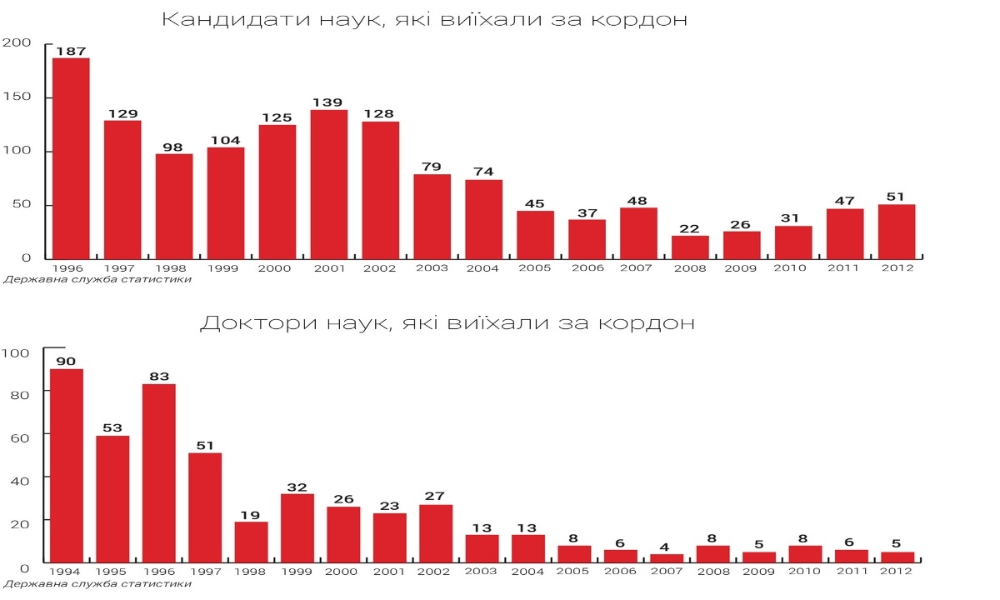 Кандидати наук, які виїхали за кордон
200
150
100
50
0
187 129 98 104 125 139 128 79 74 45 37 48 22 26 31 47 51
1996 1997 1998 1999 2000 2001 2002 2003 2004 2005 2006 2007 2008 2009 2010 2011 2012
Державна служба статистики
Доктори наук, які виїхали за кордон
100
80
60
40
20
0
90 53 83 51 19 32 26 23 27 13 13 8 6 4 8 5 8 6 5
1994 1995 1996 1997 1998 1999 2000 2001 2002 2003 2004 2005 2006 2007 2008 2009 2010 2011 2012
Державна служба статистики